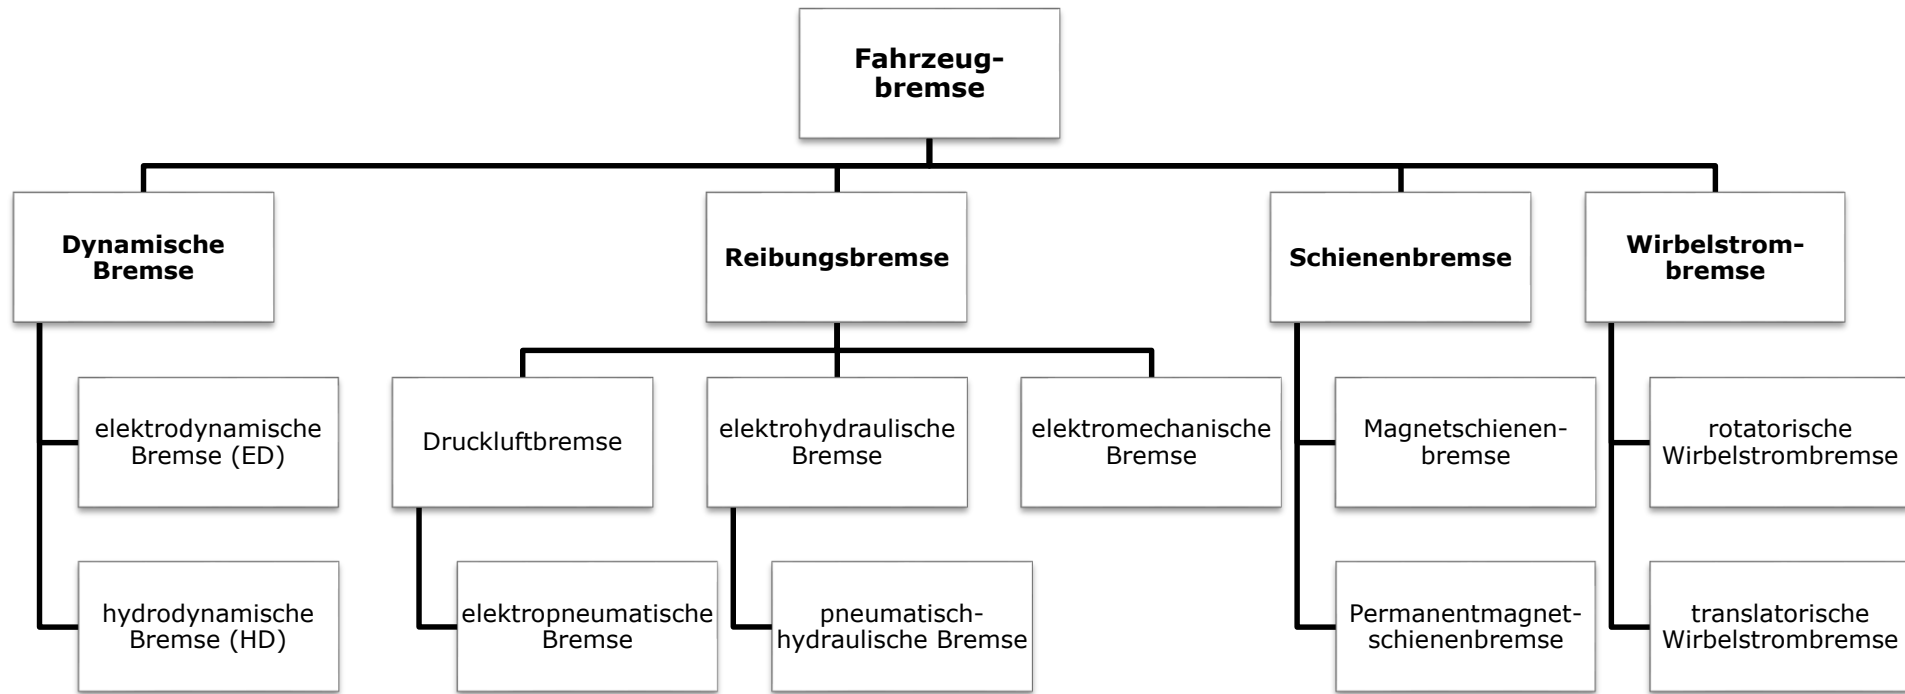 Fahrzeug-
bremse
Dynamische
Bremse
Reibungsbremse
Schienenbremse
Wirbelstrom-
bremse
elektrodynamische
Bremse (ED)
Druckluftbremse
elektrohydraulische
Bremse
elektromechanische
Bremse
Magnetschienen-
bremse
rotatorische
Wirbelstrombremse
hydrodynamische
Bremse (HD)
elektropneumatische
Bremse
pneumatisch-
hydraulische Bremse
Permanentmagnet-
schienenbremse
translatorische
Wirbelstrombremse